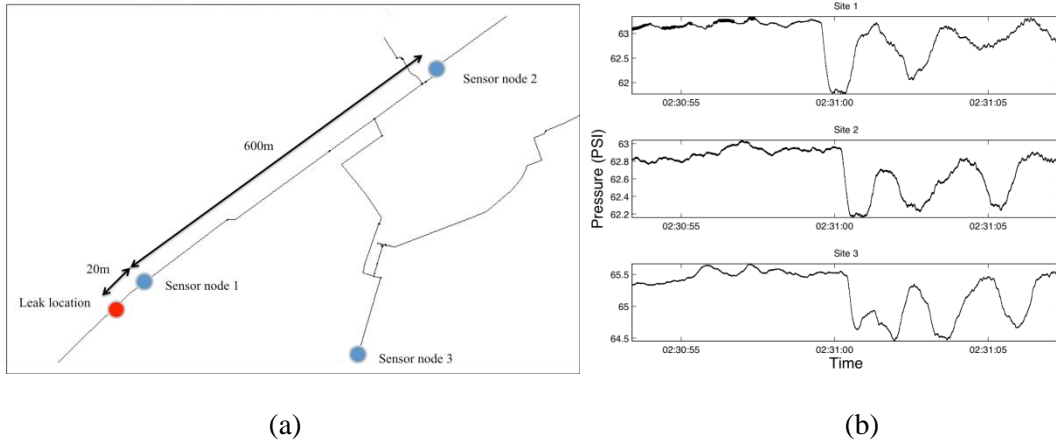 Sensor node 2
600m
20m
Sensor node 1
Leak location
Sensor node 3
(a)
Site 1
63
62.5
62
02:30:55 02:31:00 02:31:05
Site 2
63
62.8
62.6
62.4
62.2
02:30:55 02:31:00 02:31:05
Site 3
65.5
65
64.5
02:30:55 02:31:00 02:31:05
Pressure (PSI)
Time
(b)